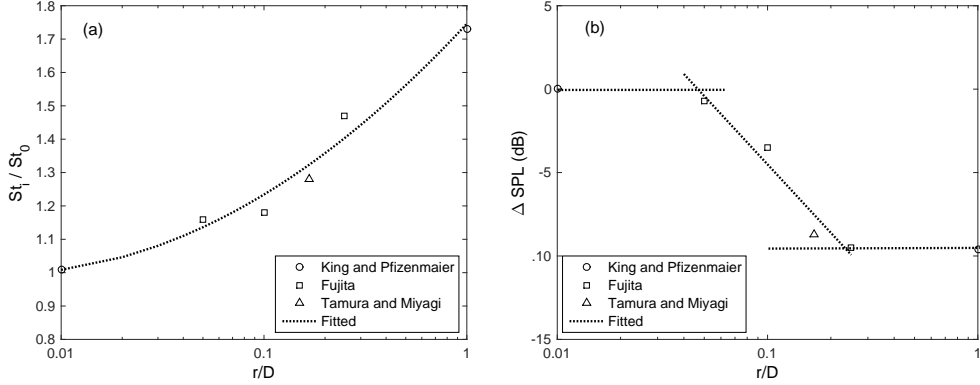 (a)
1.8
1.7
1.6
1.5
1.4
1.3
1.2
1.1
1
0.9
0.8
St_i / St_0
0.01
0.1
1
r/D
King and Pfizenmaier
Fujita
Tamura and Miyagi
Fitted
(b)
5
0
-5
.10
-15
Δ SPL (dB)
0.01
0.1
1
r/D
King and Pfizenmaier
Fujita
Tamura and Miyagi
Fitted